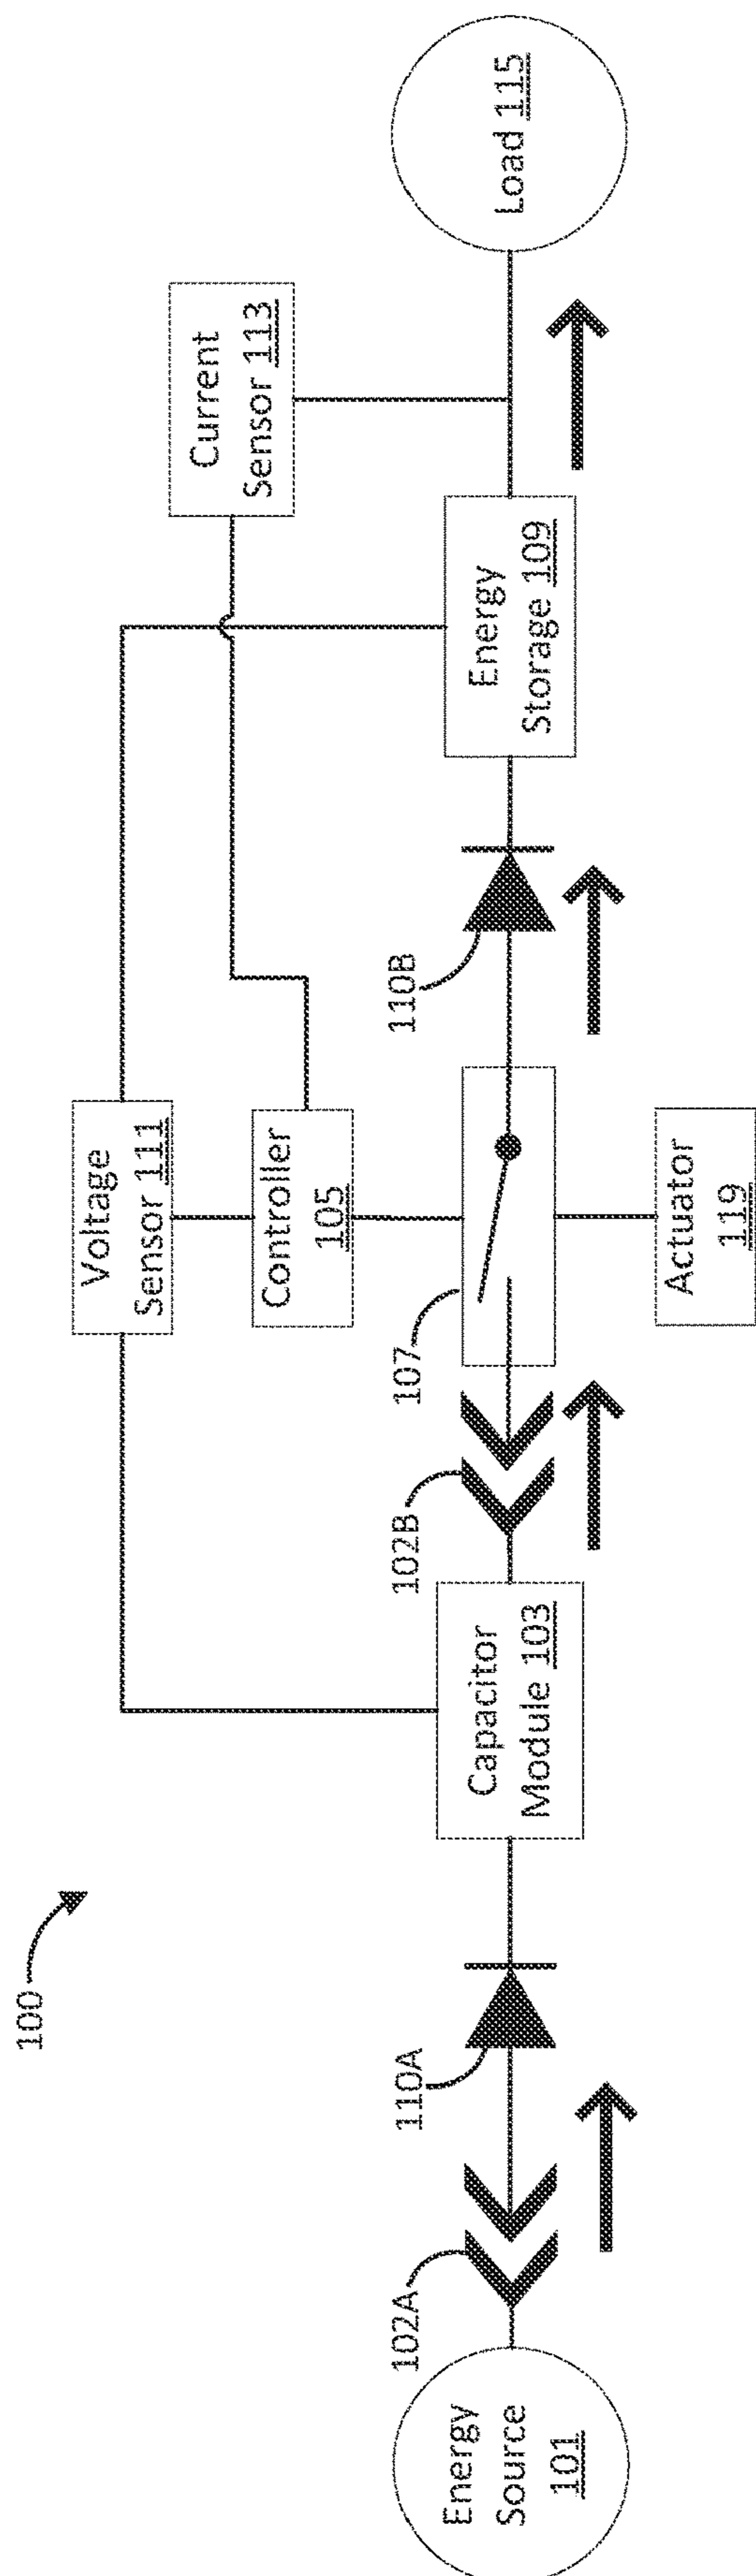 100
Energy
Source
101
102A
110A
Capacitor
Module 103
102B
107
Voltage
Sensor 111
Controller
105
Actuator
119
110B
Energy
Storage 109
Current
Sensor 113
Load 115